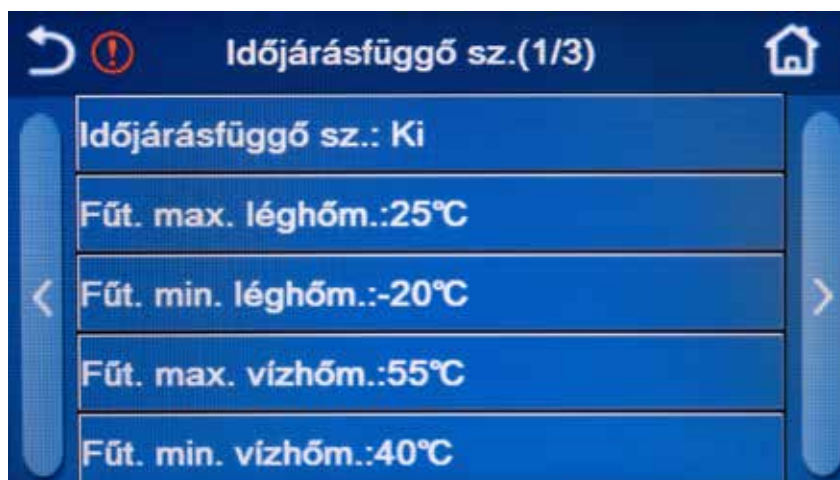 Időjárásfüggő sz.(1/3)
Időjárásfüggő sz.: Ki
Fűt. max. léghőm.:25℃
Fűt. min. léghőm.:-20℃
Fűt. max. vízhőm.:55℃
Fűt. min. vízhőm.:40℃